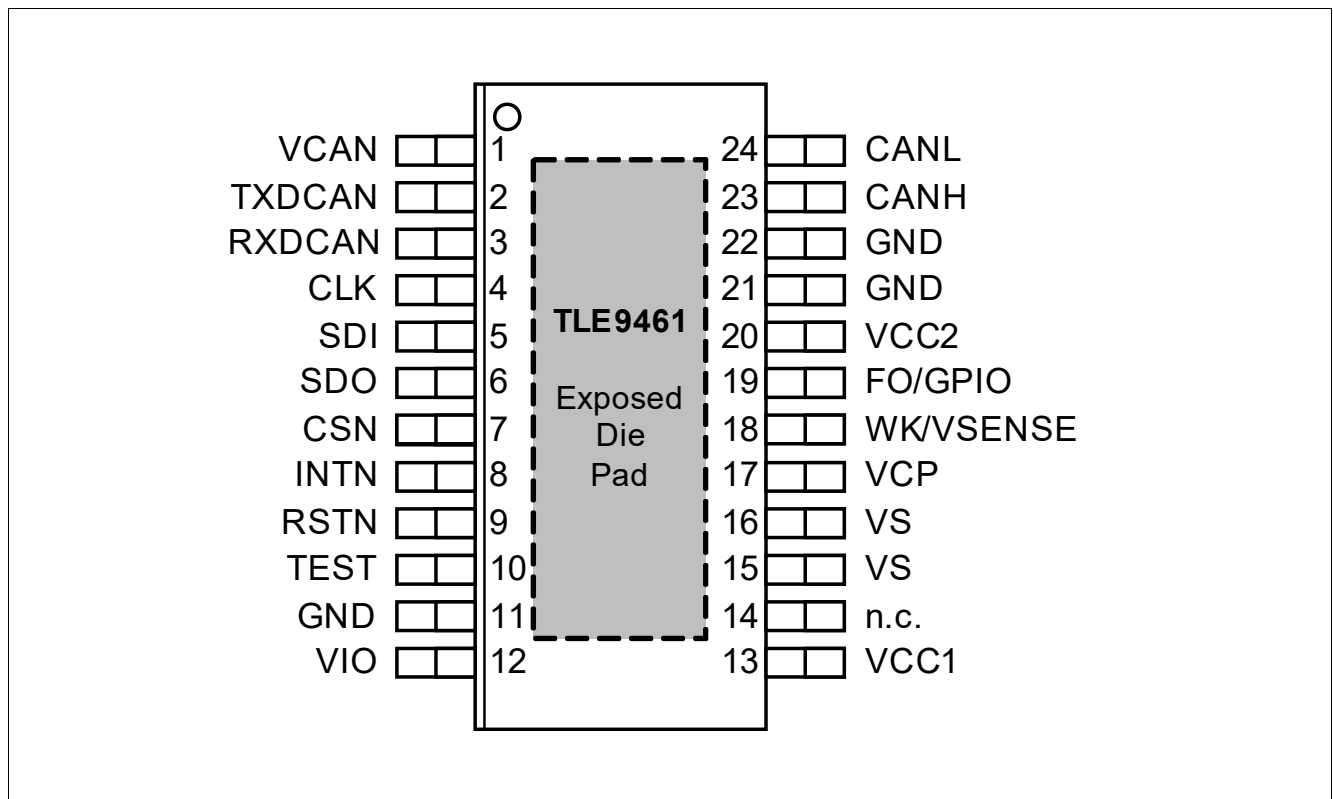 VCAN 1 24 CANL
TXDCAN 2 23 CANH
RXDCAN 3 22 GND
CLK 4 21 GND
SDI 5 20 VCC2
SDO 6 19 FO/GPIO
CSN 7 18 WK/VSENSE
INTN 8 17 VCP
RSTN 9 16 VS
TEST 10 15 VS
GND 11 14 n.c.
VIO 12 13 VCC1
TLE9461
Exposed
Die
Pad